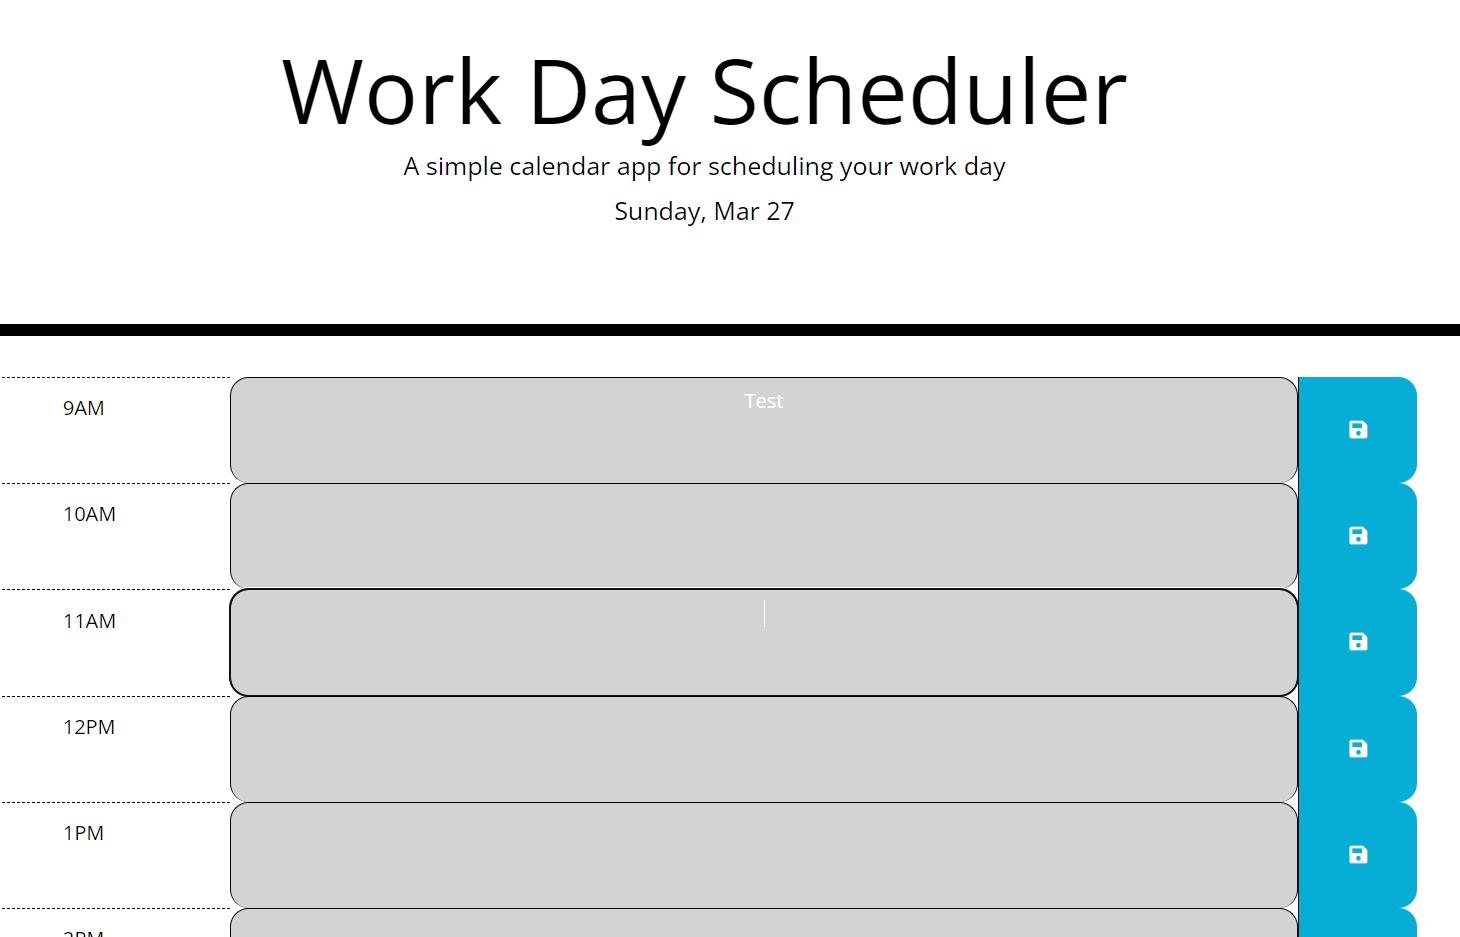 Work Day Scheduler
A simple calendar app for scheduling your work day
Sunday, Mar 27
9AM
Test
10AM
11AM
12PM
1PM